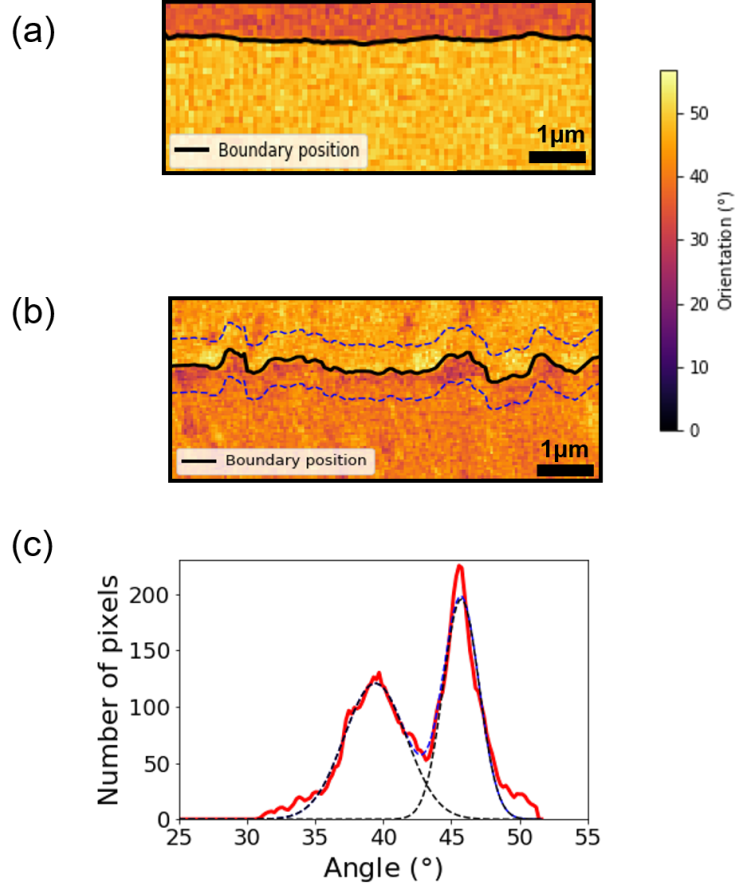 (a)
1μm
Boundary position
50
40
30
20
10
0
Orientation (°)
(b)
1μm
Boundary position
(c)
200
150
100
50
0
Number of pixels
25 30 35 40 45 50 55
Angle (°)